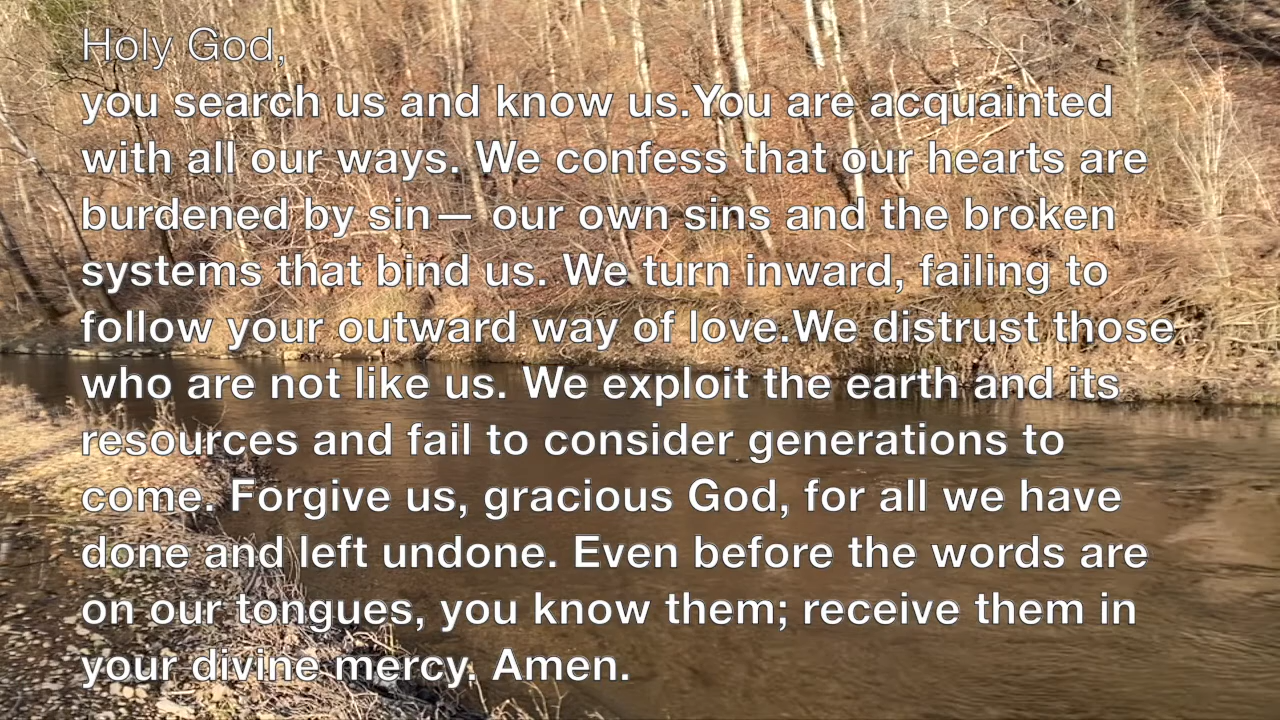 Holy God,
you search us and know us.You are acquainted
with all our ways. We confess that our hearts are
burdened by sin— our own sins and the broken
systems that bind us. We turn inward, failing to
follow your outward way of love.We distrust those
who are not like us. We exploit the earth and its
resources and fail to consider generations to
come. Forgive us, gracious God, for all we have
done and left undone. Even before the words are
on our tongues, you know them; receive them in
your divine mercy. Amen.